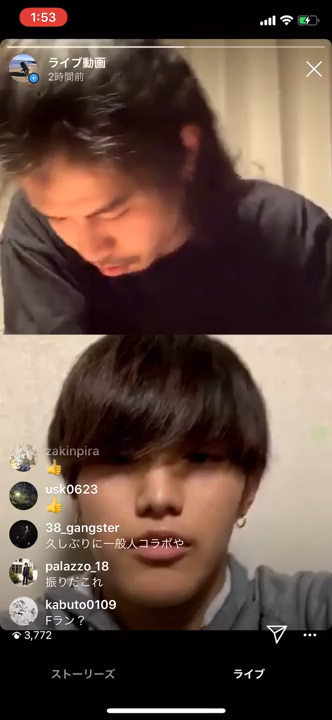 1:53
ライブ動画
2時間前
zakinpira
👍
usk0623
👍
38_gangster
久しぶりに一般人コラボや
palazzo_18
振りだこれ
kabuto0109
Fラン？
3,772
ストーリーズ
ライブ